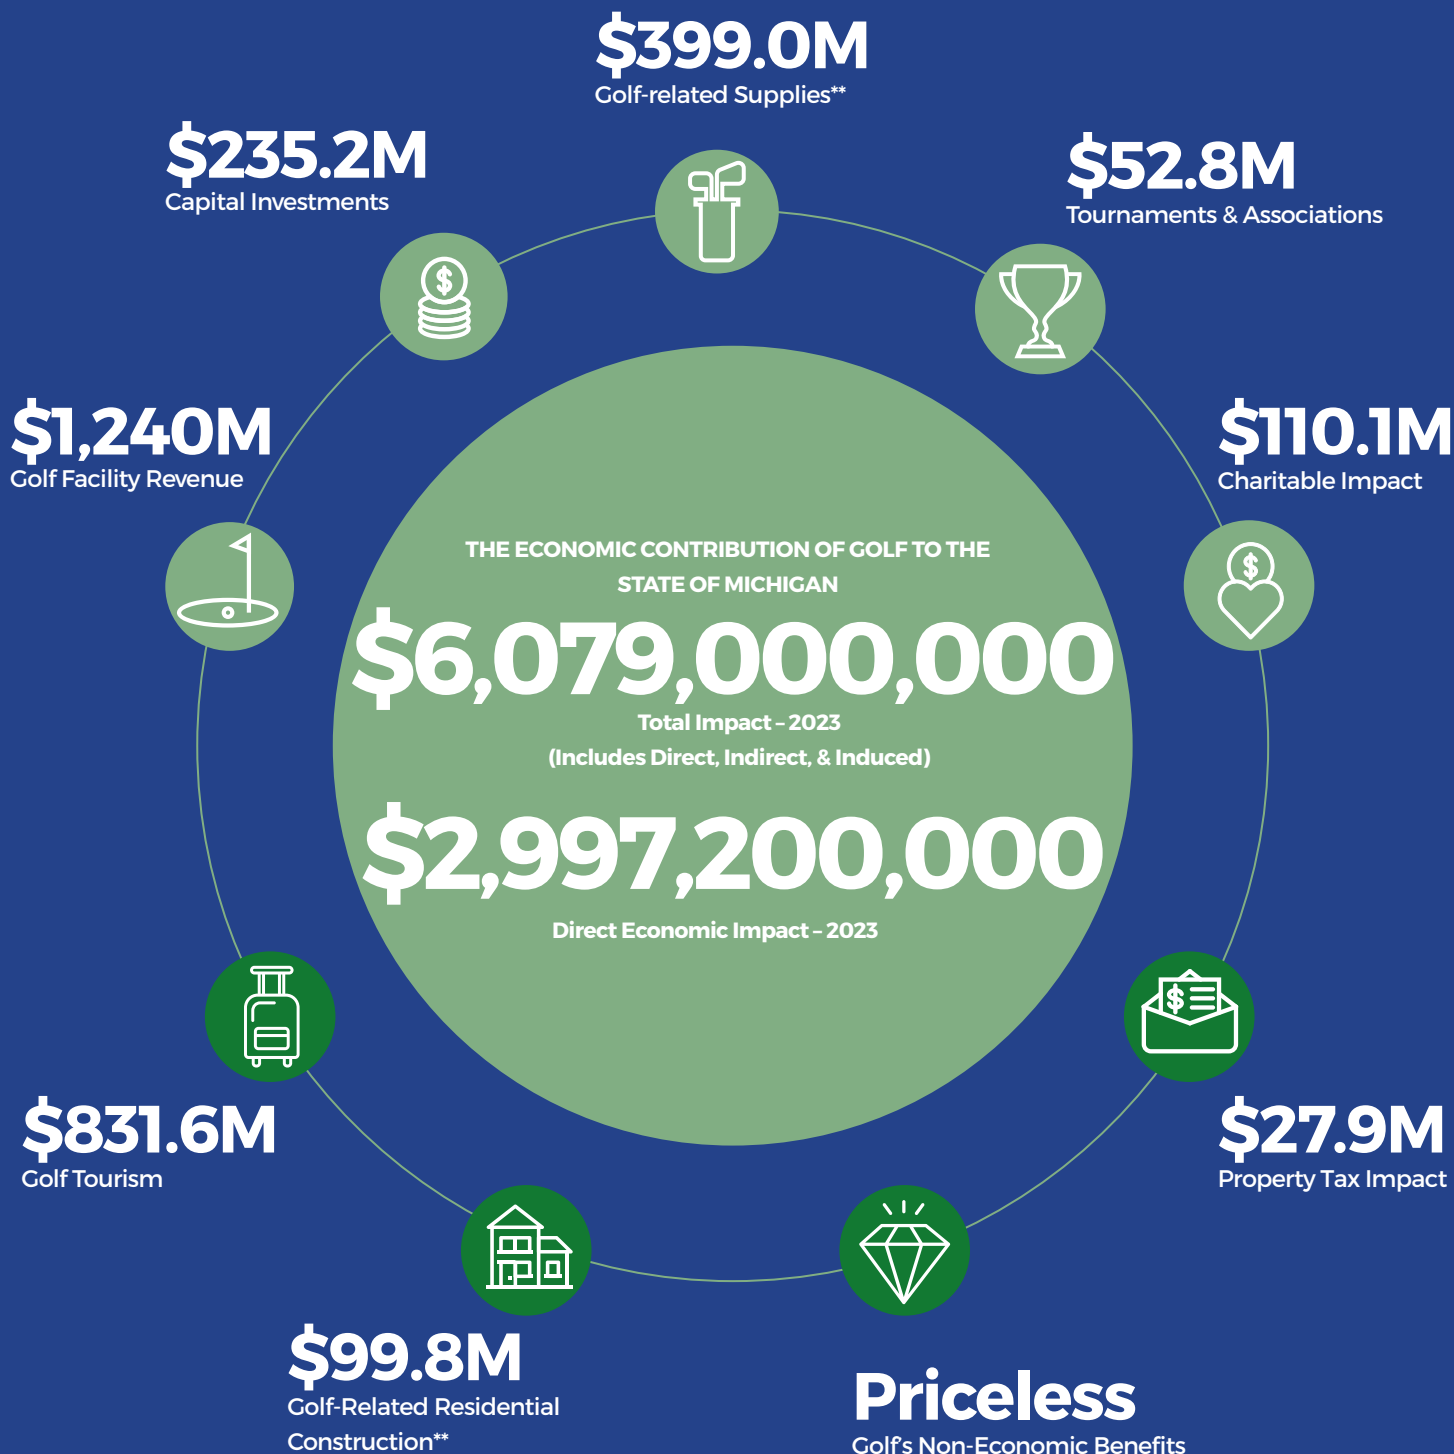 $399.0M
Golf-related Supplies**
$235.2M
Capital Investments
$52.8M
Tournaments & Associations
$1,240M
Golf Facility Revenue
$110.1M
Charitable Impact
$
$
THE ECONOMIC CONTRIBUTION OF GOLF TO THE
STATE OF MICHIGAN
$6,079,000,000
Total Impact – 2023
(Includes Direct, Indirect, & Induced)
$2,997,200,000
Direct Economic Impact – 2023
$
$831.6M
Golf Tourism
$27.9M
Property Tax Impact
$99.8M
Golf-Related Residential
Construction**
Priceless
Golf's Non-Economic Benefits